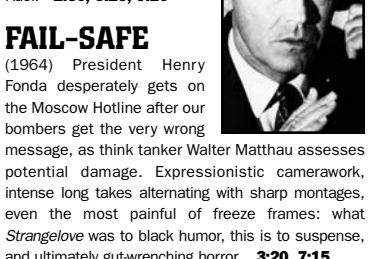 FAIL-SAFE
(1964) President Henry
Fonda desperately gets on
the Moscow Hotline after our
bombers get the very wrong
message, as think tanker Walter Matthau assesses
potential damage. Expressionistic camerawork,
intense long takes alternating with sharp montages,
even the most painful of freeze frames: what
Strangelove was to black humor, this is to suspense,
and ultimately gut-wrenching horror. 3:20, 7:15